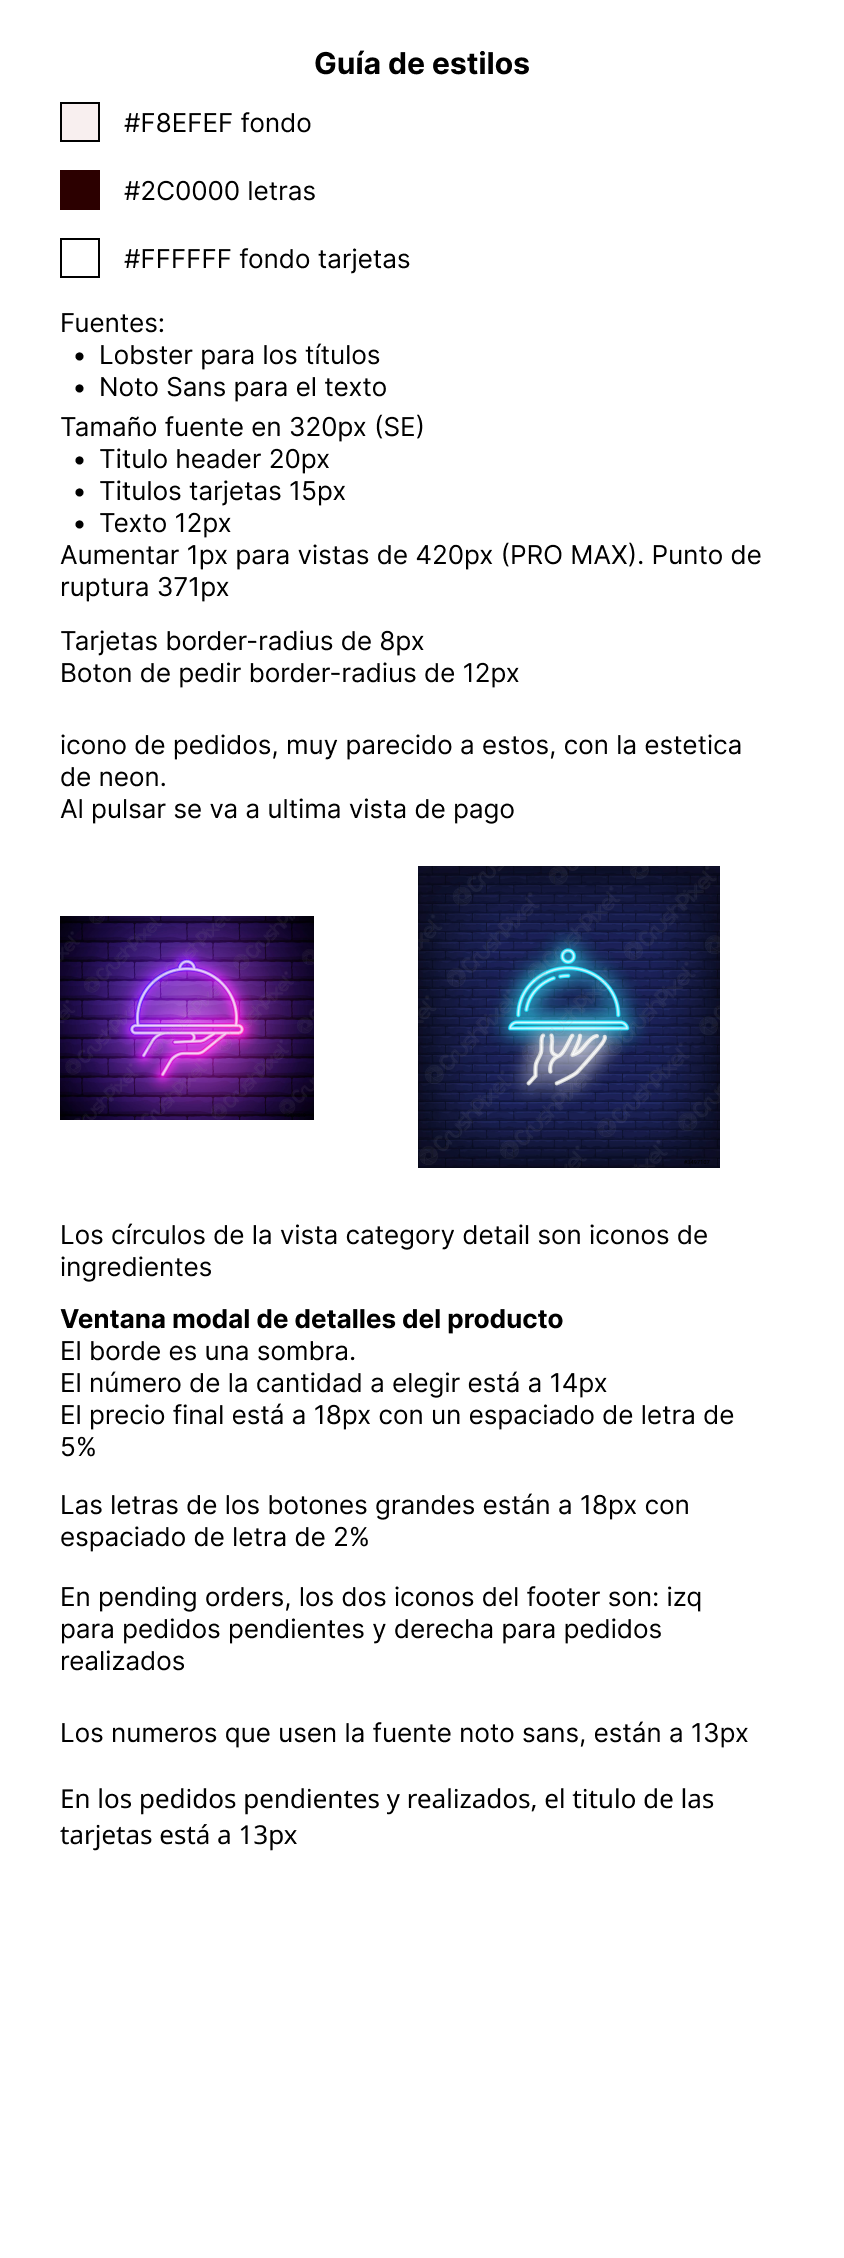 Guía de estilos
#F8EFEF fondo
#2C0000 letras
#FFFFFF fondo tarjetas
Fuentes:
• Lobster para los títulos
• Noto Sans para el texto
Tamaño fuente en 320px (SE)
• Titulo header 20px
• Titulos tarjetas 15px
• Texto 12px
Aumentar 1px para vistas de 420px (PRO MAX). Punto de
ruptura 371px
Tarjetas border-radius de 8px
Boton de pedir border-radius de 12px
icono de pedidos, muy parecido a estos, con la estetica
de neon.
Al pulsar se va a ultima vista de pago
Los círculos de la vista category detail son iconos de
ingredientes
Ventana modal de detalles del producto
El borde es una sombra.
El número de la cantidad a elegir está a 14px
El precio final está a 18px con un espaciado de letra de
5%
Las letras de los botones grandes están a 18px con
espaciado de letra de 2%
En pending orders, los dos iconos del footer son: izq
para pedidos pendientes y derecha para pedidos
realizados
Los numeros que usen la fuente noto sans, están a 13px
En los pedidos pendientes y realizados, el titulo de las
tarjetas está a 13px